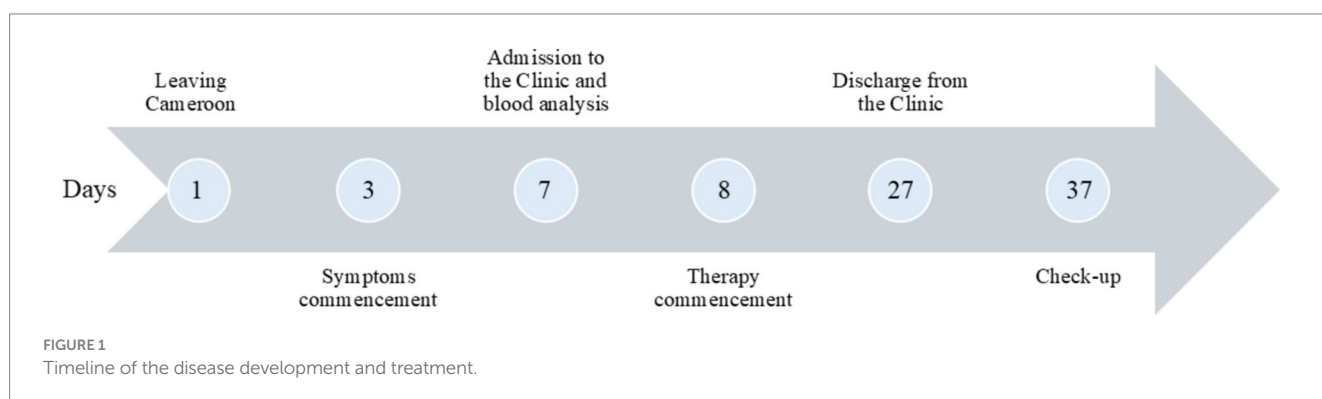 Leaving
Cameroon
Admission to
the Clinic and
blood analysis
Discharge from
the Clinic
Days 1 3 7 8 27 37
Symptoms
commencement
Therapy
commencement
Check-up
FIGURE 1
Timeline of the disease development and treatment.